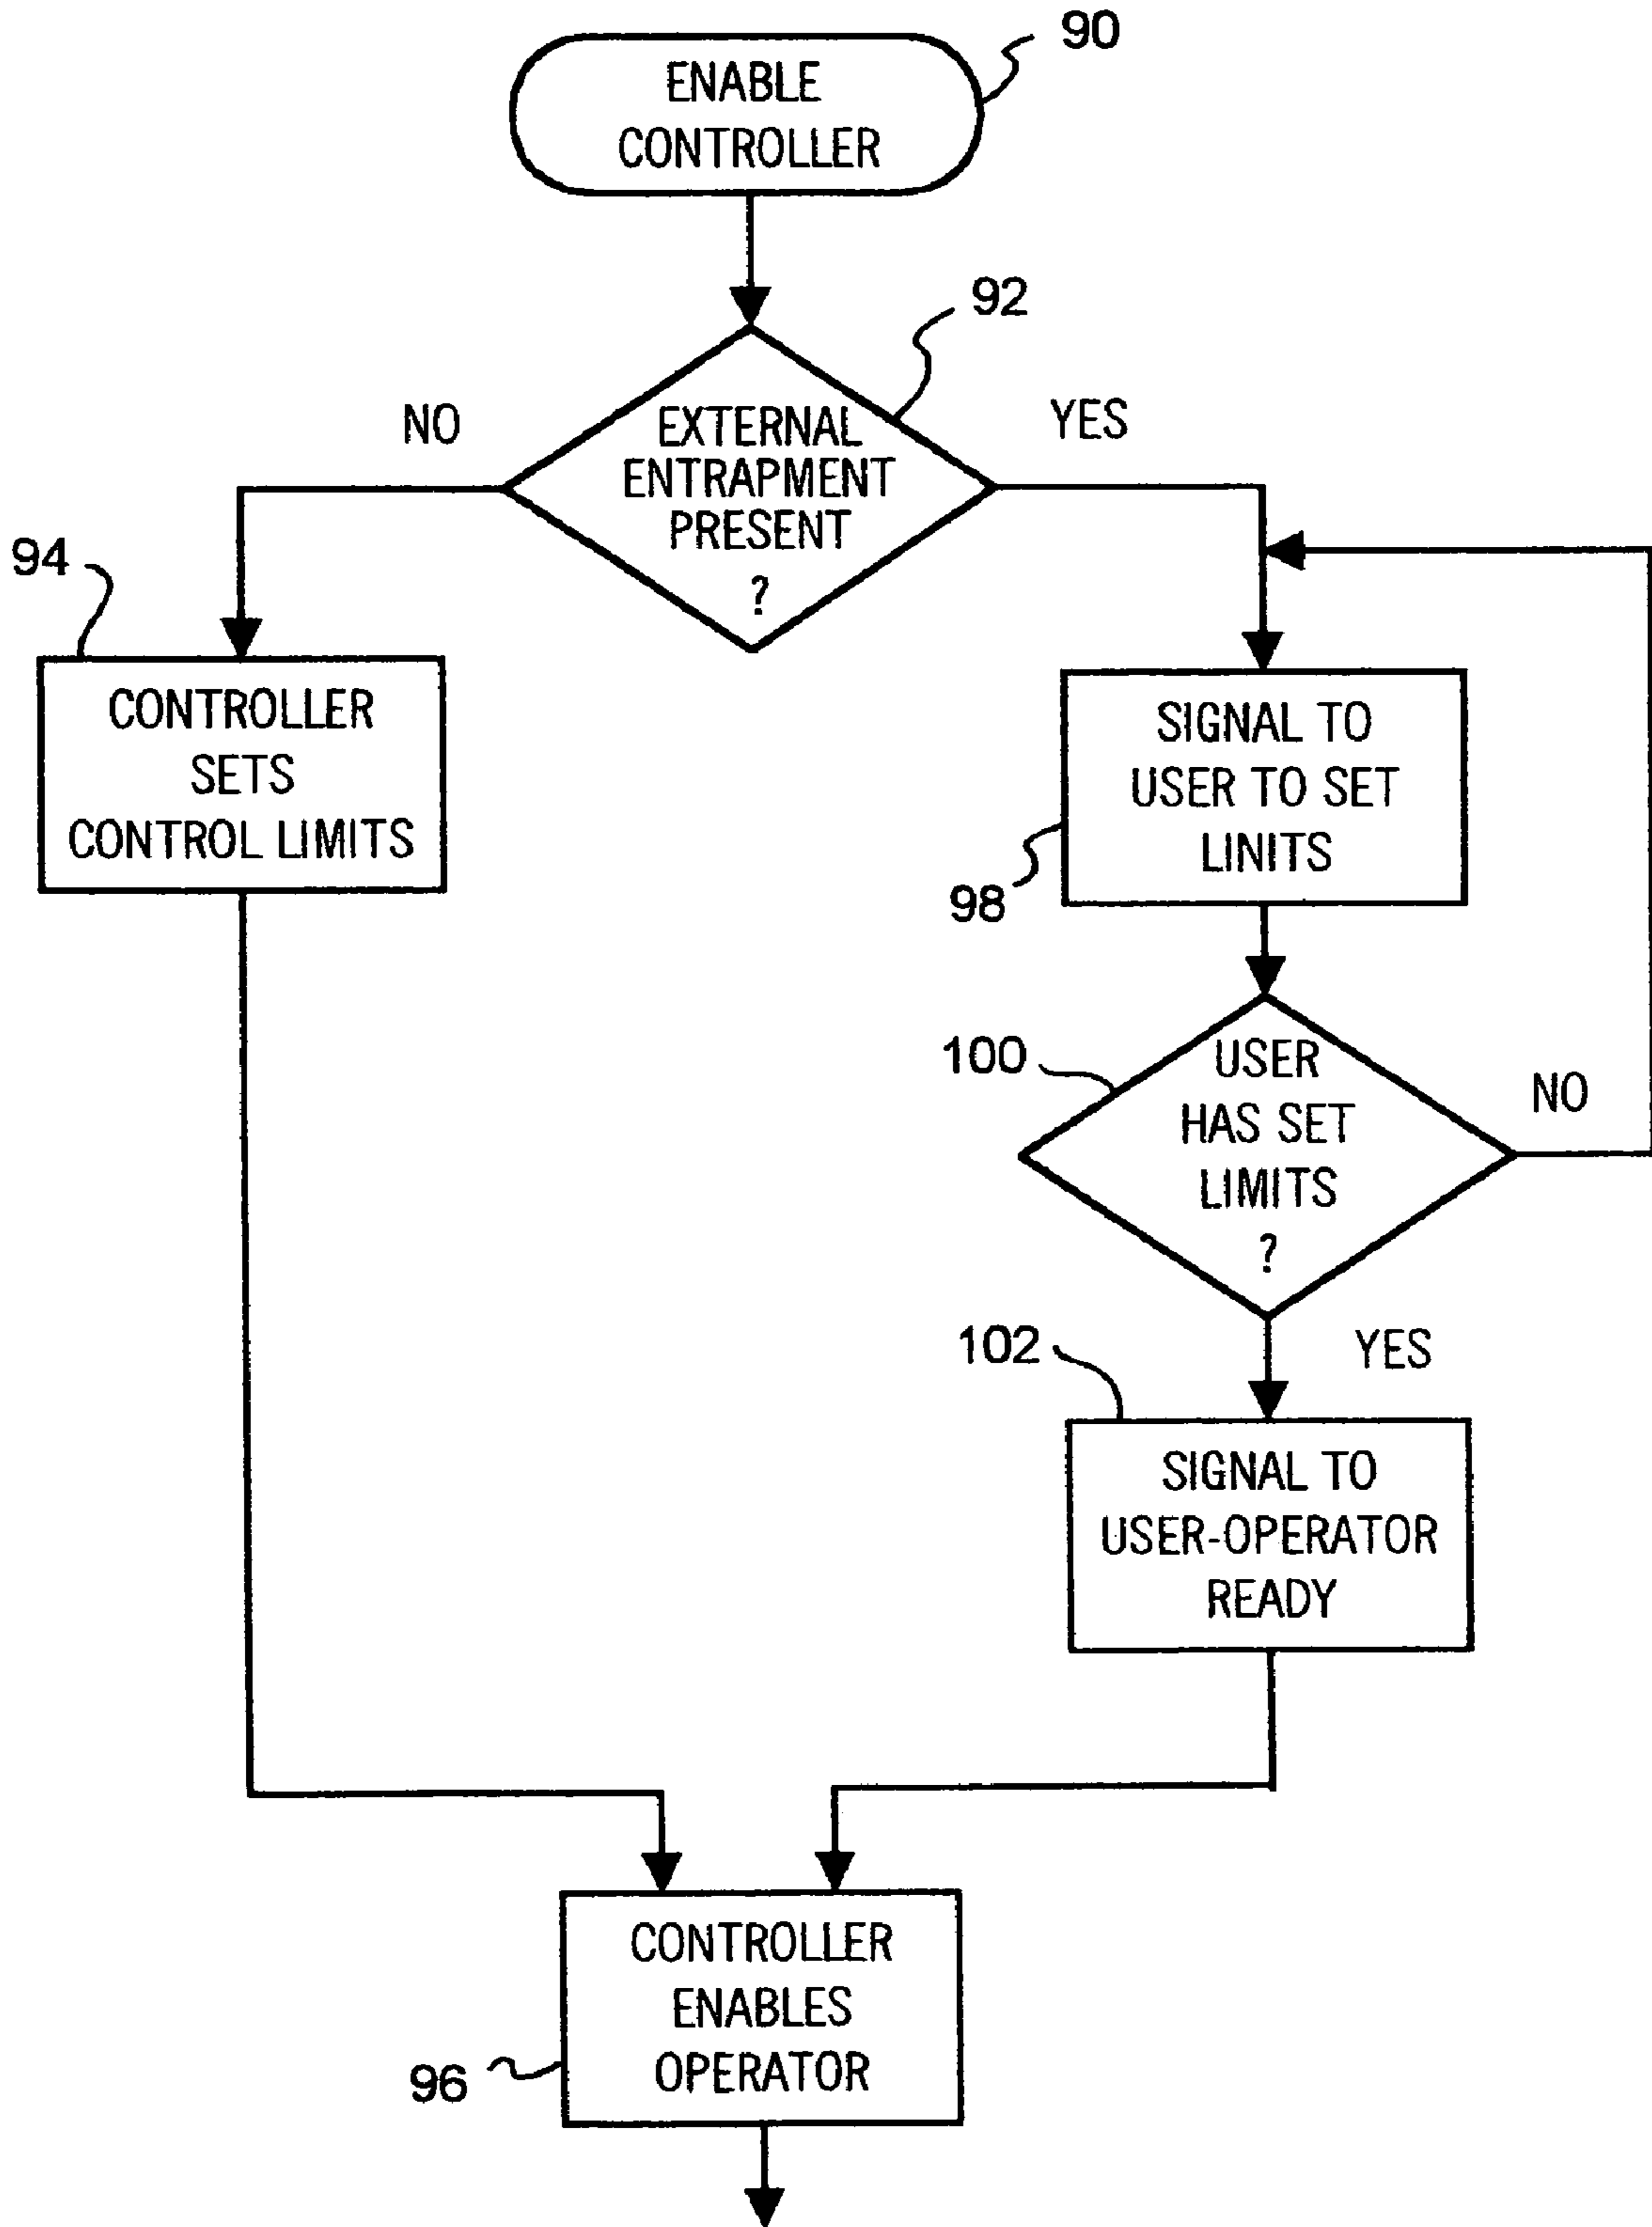 90
ENABLE
CONTROLLER
92
NO
YES
EXTERNAL
ENTRAPMENT
PRESENT
?
94
CONTROLLER
SETS
CONTROL LIMITS
SIGNAL TO
USER TO SET
LINITS
98
100
USER
HAS SET
LIMITS
?
NO
102
YES
SIGNAL TO
USER-OPERATOR
READY
CONTROLLER
ENABLES
OPERATOR
96